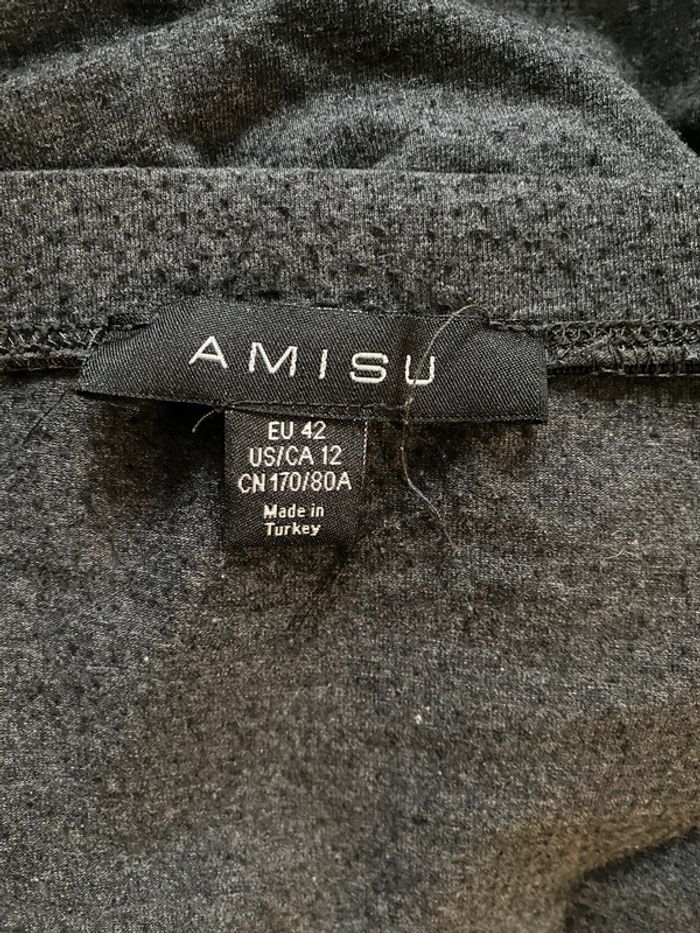 AMISU
EU 42
US/CA 12
CN 170/80A
Made in
Turkey